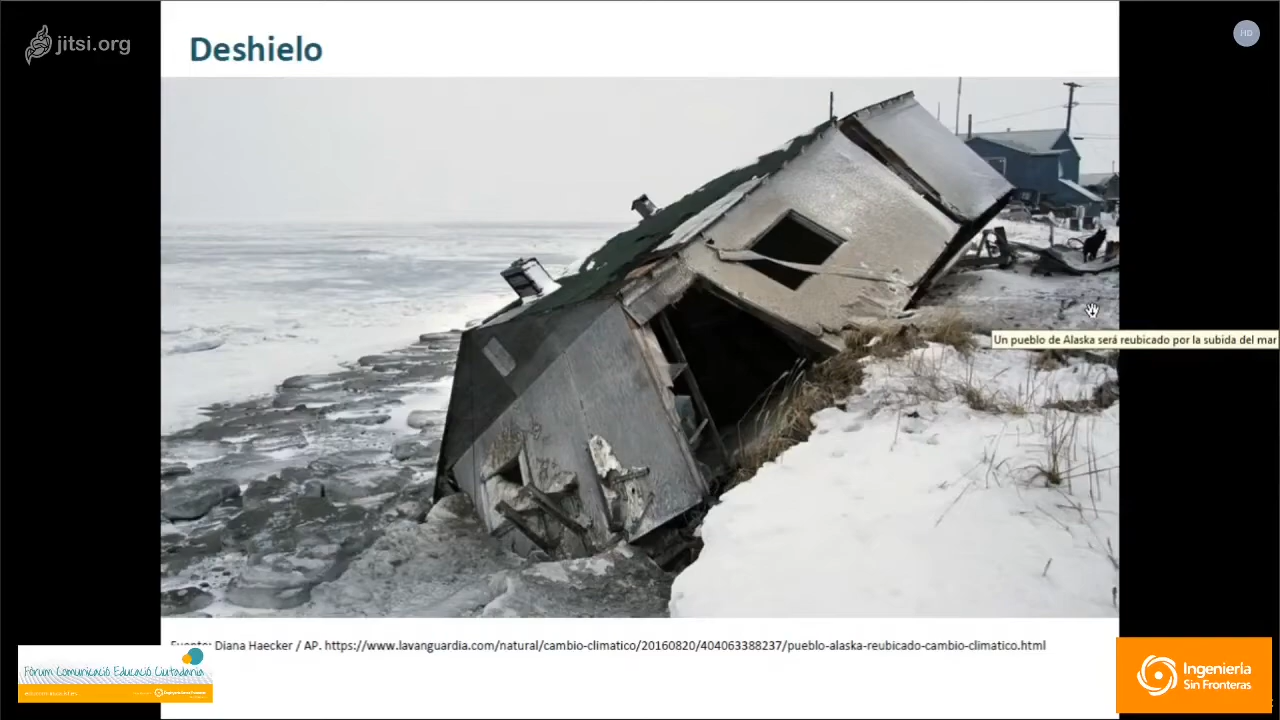 jitsi.org
HD
Deshielo
Un pueblo de Alaska será reubicado por la subida del mar
Fuente: Diana Haecker / AP. https://www.lavanguardia.com/natural/cambio-climatico/20160820/404063388237/pueblo-alaska-reubicado-cambio-climatico.html
Fòrum Comunicació Educació Ciutadania
Ingeniería
Sin Fronteras